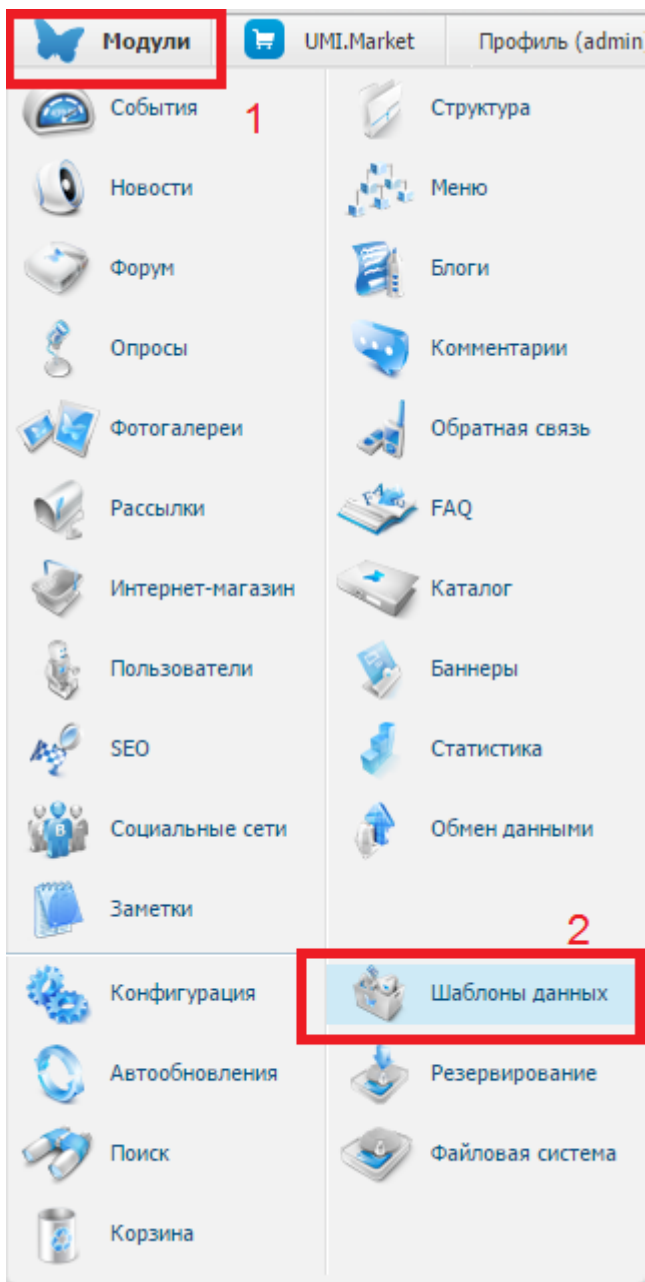 Модули UMI.Market Профиль (admin
1
События Структура
Новости Меню
Форум Блоги
Опросы Комментарии
Фотогалереи Обратная связь
Рассылки FAQ
Интернет-магазин Каталог
Пользователи Баннеры
SEO Статистика
Социальные сети Обмен данными
Заметки
2
Конфигурация Шаблоны данных
Автообновления Резервирование
Поиск Файловая система
Корзина